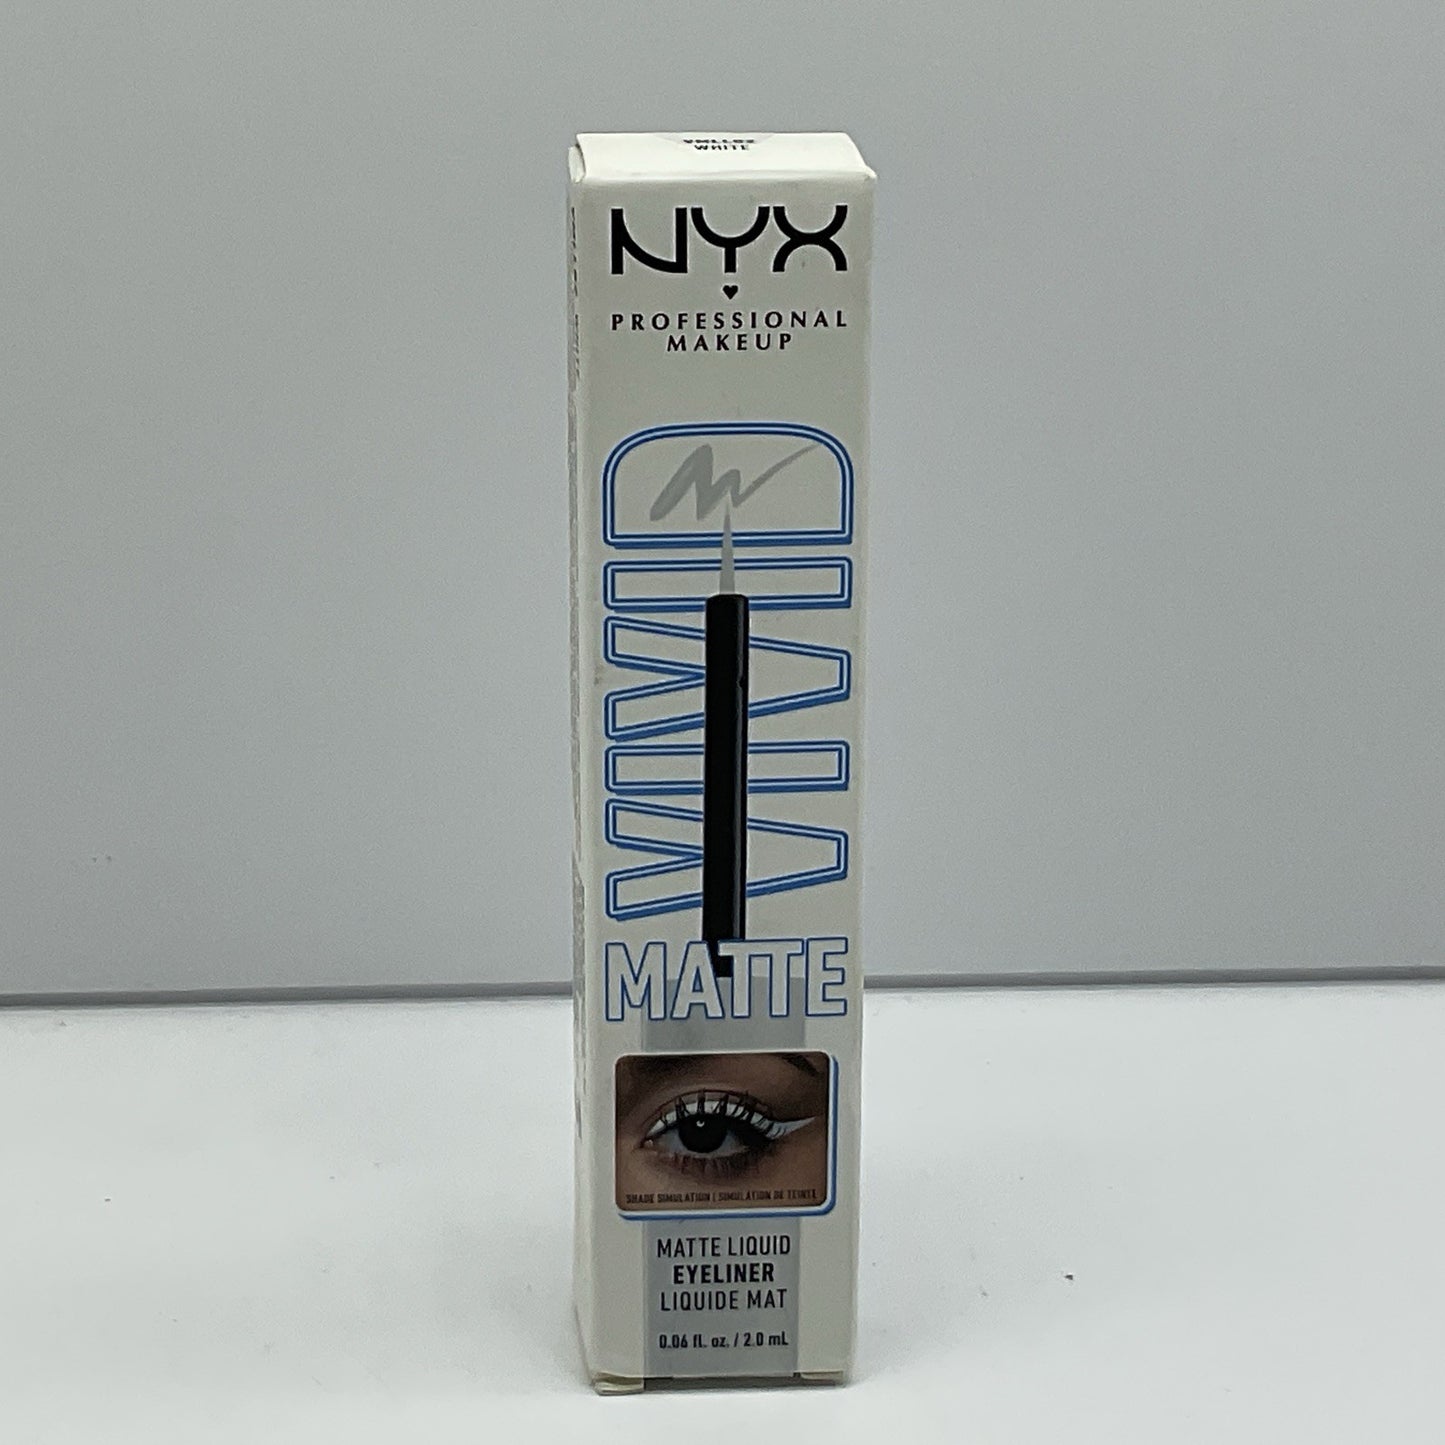 WHITE
NYX
PROFESSIONAL
MAKEUP
VIVID
MATTE
SHADE SIMULATION | SIMULATION DE TEINTE
MATTE LIQUID
EYELINER
LIQUIDE MAT
0.06 fl. oz. / 2.0 mL